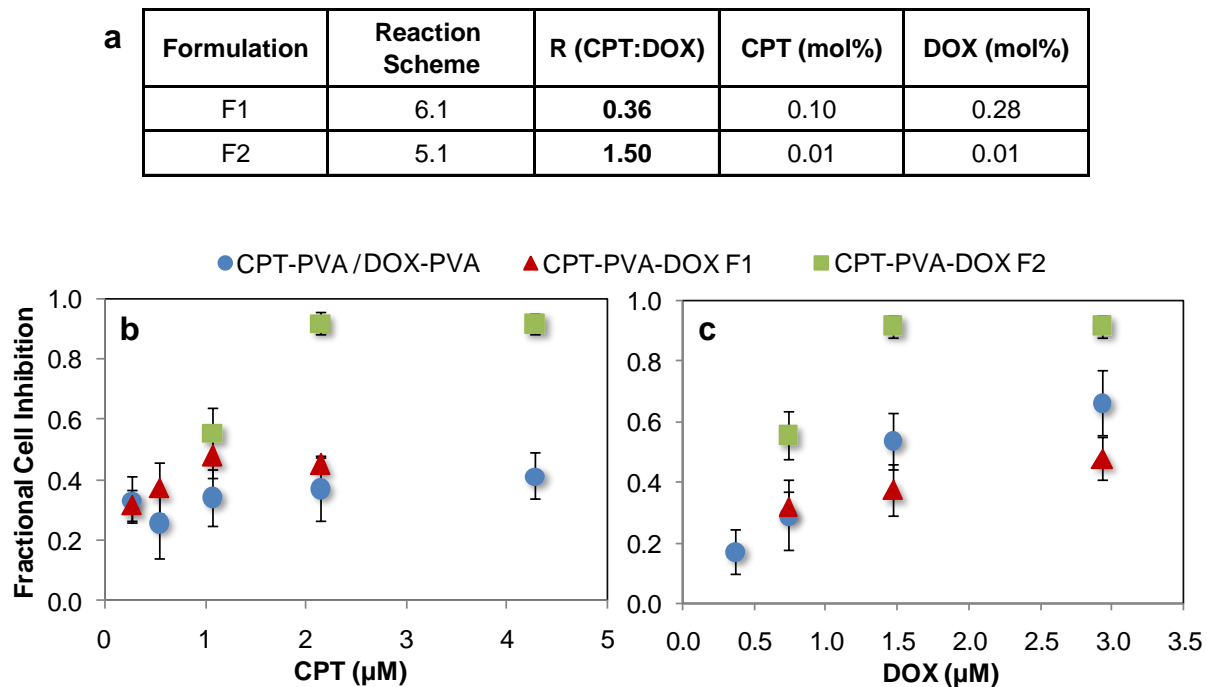 a
Formulation Reaction Scheme R (CPT:DOX) CPT (mol%) DOX (mol%)
F1 6.1 0.36 0.10 0.28
F2 5.1 1.50 0.01 0.01
CPT-PVA / DOX-PVA CPT-PVA-DOX F1 CPT-PVA-DOX F2
Fractional Cell Inhibition
b
1.0
0.8
0.6
0.4
0.2
0.0
0 1 2 3 4 5
CPT (µM)
c
1.0
0.8
0.6
0.4
0.2
0.0
0.0 0.5 1.0 1.5 2.0 2.5 3.0 3.5
DOX (µM)